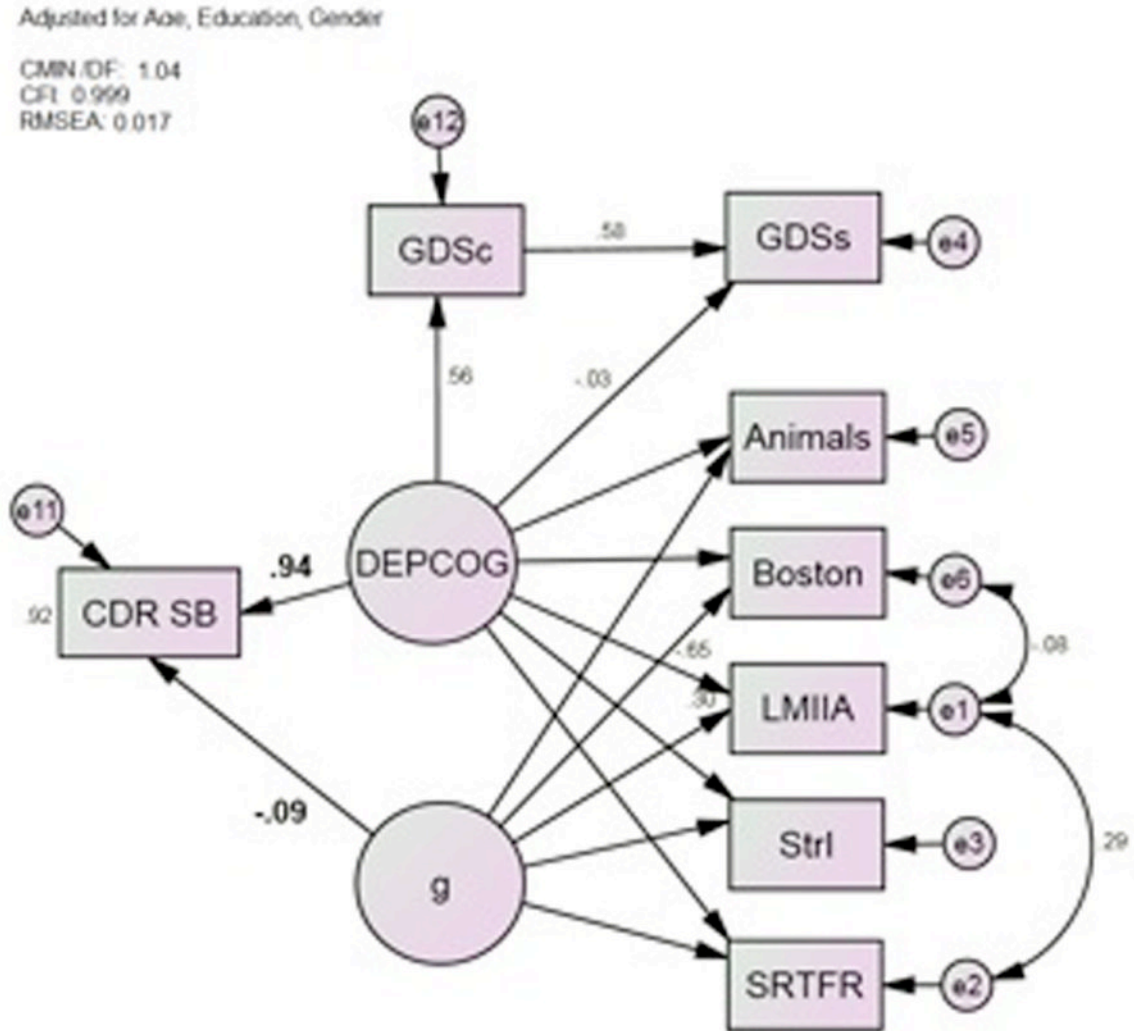 Adjusted for Age, Education, Gender
CMIN /DF: 1.04
CFI: 0.999
RMSEA: 0.017
e12
GDSc
.58
GDSs
e4
.56
-.03
Animals
e5
e11
DEPCOG
.94
Boston
e6
.92
CDR SB
-.65
-.08
.30
LMIIA
e1
-.09
StrI
e3
.29
g
SRTFR
e2